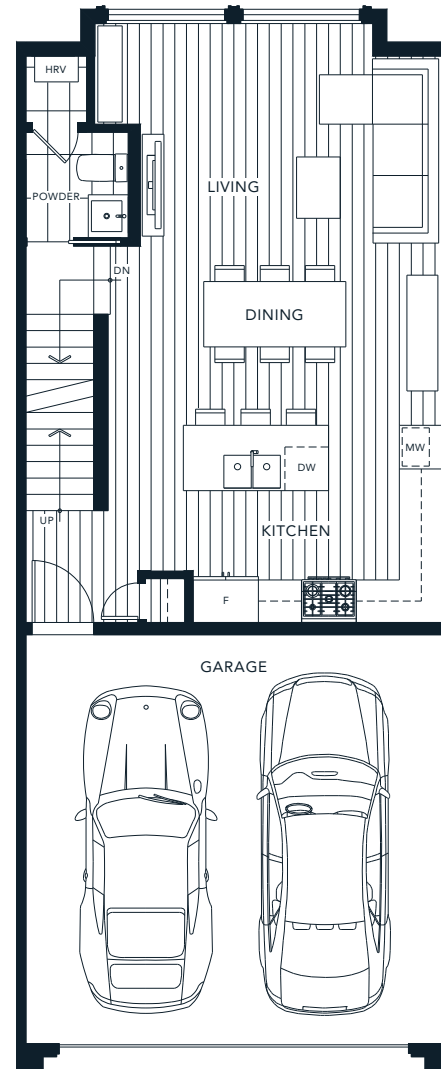 HRV
LIVING
POWDER
DN
DINING
MW
DW
UP
KITCHEN
F
GARAGE